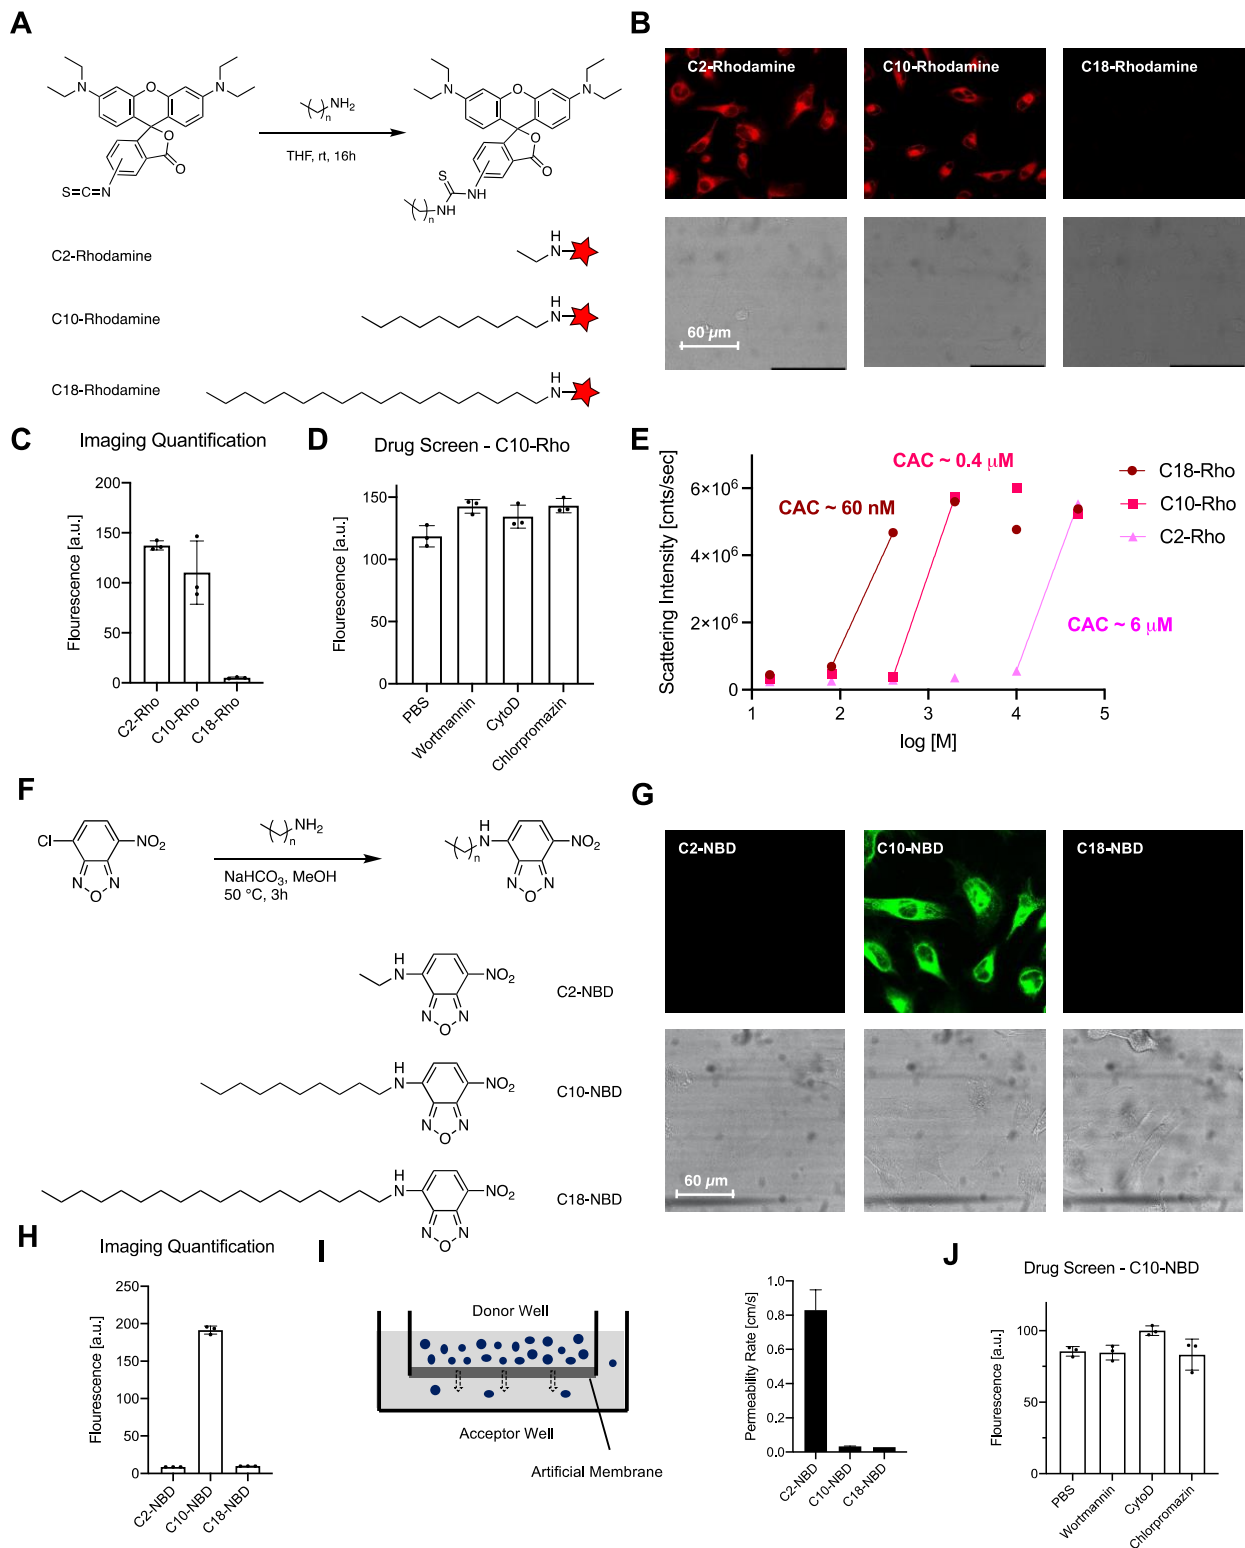 A
N
O
N
O
O
S=C=N
NH2
n
THF, rt, 16h
N
O
N
O
O
S
NH
NH
n
C2-Rhodamine
H
N
C10-Rhodamine
H
N
C18-Rhodamine
H
N
B
C2-Rhodamine
C10-Rhodamine
C18-Rhodamine
60 µm
C
Imaging Quantification
Flourescence [a.u.]
200
150
100
50
0
C2-Rho
C10-Rho
C18-Rho
D
Drug Screen - C10-Rho
Flourescence [a.u.]
150
100
50
0
PBS
Wortmannin
CytoD
Chlorpromazin
E
Scattering Intensity [cnts/sec]
6×10⁶
4×10⁶
2×10⁶
0
1
2
3
4
5
log [M]
CAC ~ 60 nM
CAC ~ 0.4 µM
CAC ~ 6 µM
C18-Rho
C10-Rho
C2-Rho
F
Cl
NO2
N
N
O
NH2
n
NaHCO3, MeOH
50 °C, 3h
H
N
n
NO2
N
N
O
H
N
NO2
N
N
O
C2-NBD
H
N
NO2
N
N
O
C10-NBD
H
N
NO2
N
N
O
C18-NBD
G
C2-NBD
C10-NBD
C18-NBD
60 µm
H
Imaging Quantification
Flourescence [a.u.]
250
200
150
100
50
0
C2-NBD
C10-NBD
C18-NBD
I
Donor Well
Acceptor Well
Artificial Membrane
Permeability Rate [cm/s]
1.0
0.8
0.6
0.4
0.2
0.0
C2-NBD
C10-NBD
C18-NBD
J
Drug Screen - C10-NBD
Flourescence [a.u.]
100
50
0
PBS
Wortmannin
CytoD
Chlorpromazin